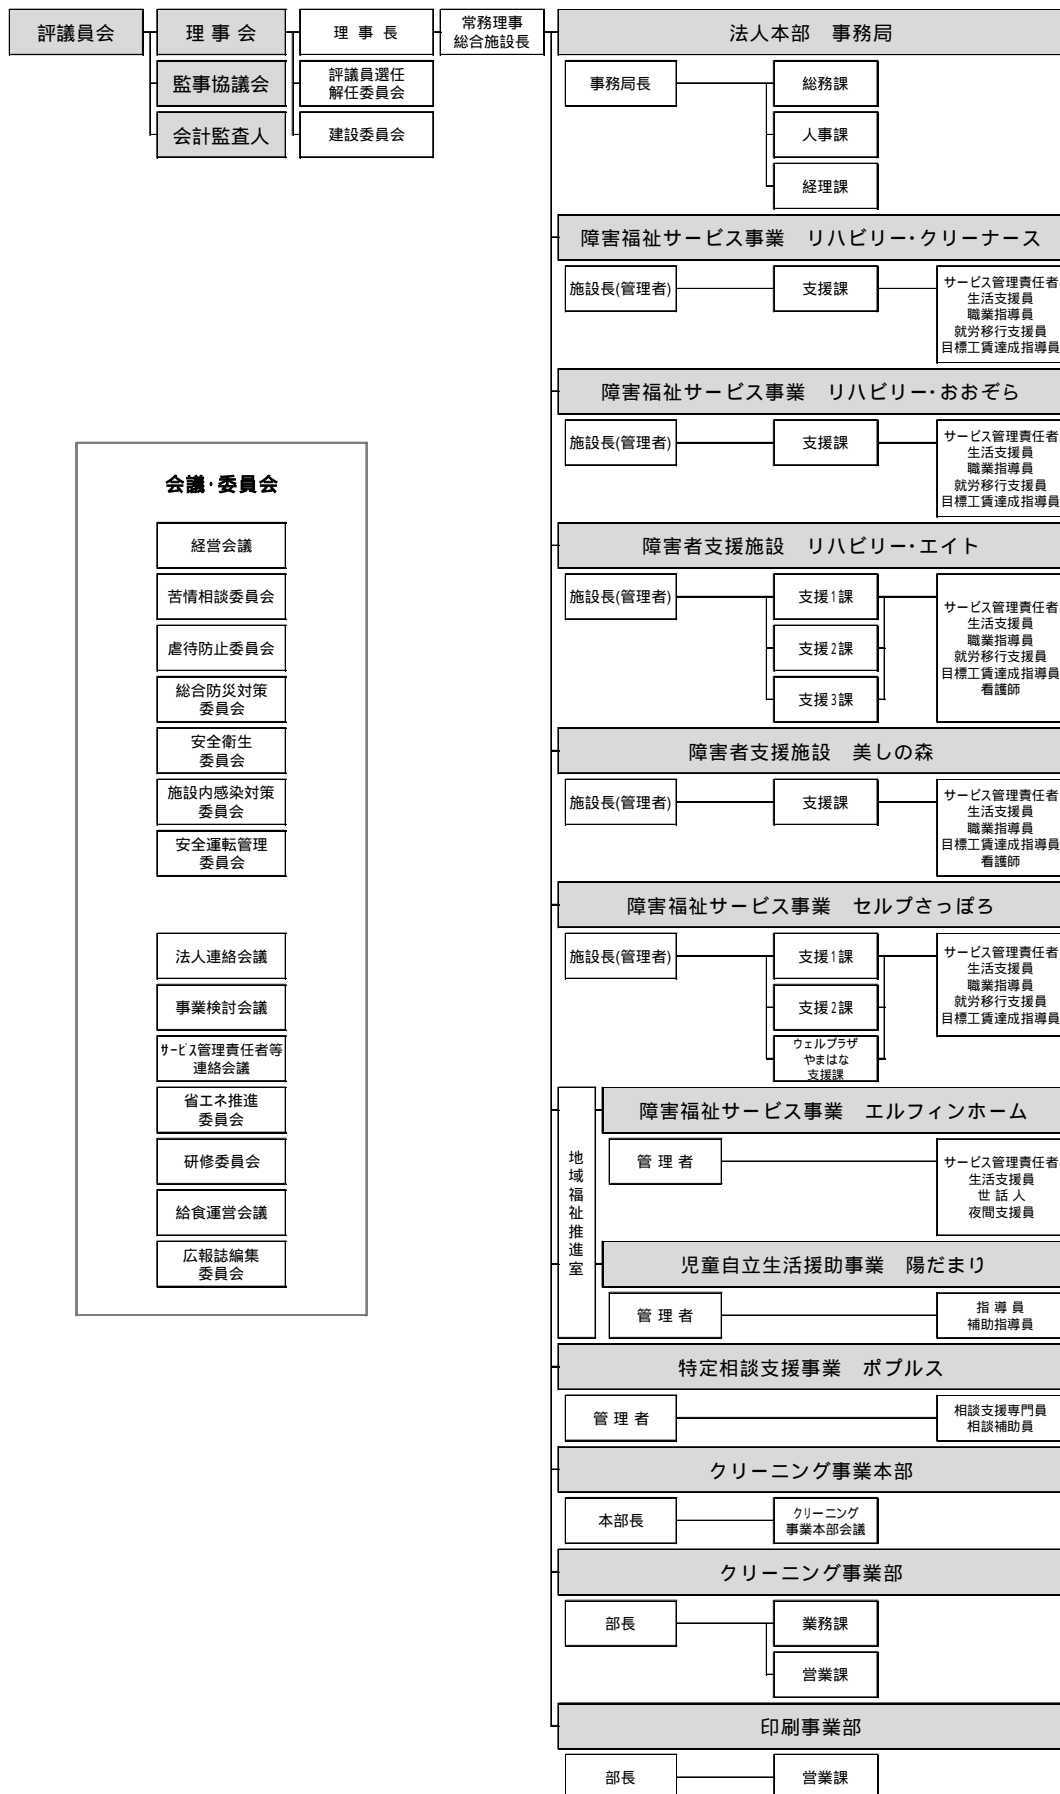 評議員会
理事会
理事長
常務理事
総合施設長
法人本部　事務局
監事協議会
評議員選任
解任委員会
会計監査人
建設委員会
事務局長
総務課
人事課
経理課
障害福祉サービス事業　リハビリー・クリーナース
施設長(管理者)
支援課
サービス管理責任者
生活支援員
職業指導員
就労移行支援員
目標工賃達成指導員
障害福祉サービス事業　リハビリー・おおぞら
施設長(管理者)
支援課
サービス管理責任者
生活支援員
職業指導員
就労移行支援員
目標工賃達成指導員
障害者支援施設　リハビリー・エイト
施設長(管理者)
支援1課
支援2課
支援3課
サービス管理責任者
生活支援員
職業指導員
就労移行支援員
目標工賃達成指導員
看護師
障害者支援施設　美しの森
施設長(管理者)
支援課
サービス管理責任者
生活支援員
職業指導員
目標工賃達成指導員
看護師
障害福祉サービス事業　セルプさっぽろ
施設長(管理者)
支援1課
支援2課
ウェルプラザ
やまはな
支援課
サービス管理責任者
生活支援員
職業指導員
就労移行支援員
目標工賃達成指導員
地域福祉推進室
障害福祉サービス事業　エルフィンホーム
管理者
サービス管理責任者
生活支援員
世話人
夜間支援員
児童自立生活援助事業　陽だまり
管理者
指導員
補助指導員
特定相談支援事業　ポプルス
管理者
相談支援専門員
相談補助員
クリーニング事業本部
本部長
クリーニング
事業本部会議
クリーニング事業部
部長
業務課
営業課
印刷事業部
部長
営業課
会議・委員会
経営会議
苦情相談委員会
虐待防止委員会
総合防災対策
委員会
安全衛生
委員会
施設内感染対策
委員会
安全運転管理
委員会
法人連絡会議
事業検討会議
サービス管理責任者等
連絡会議
省エネ推進
委員会
研修委員会
給食運営会議
広報誌編集
委員会